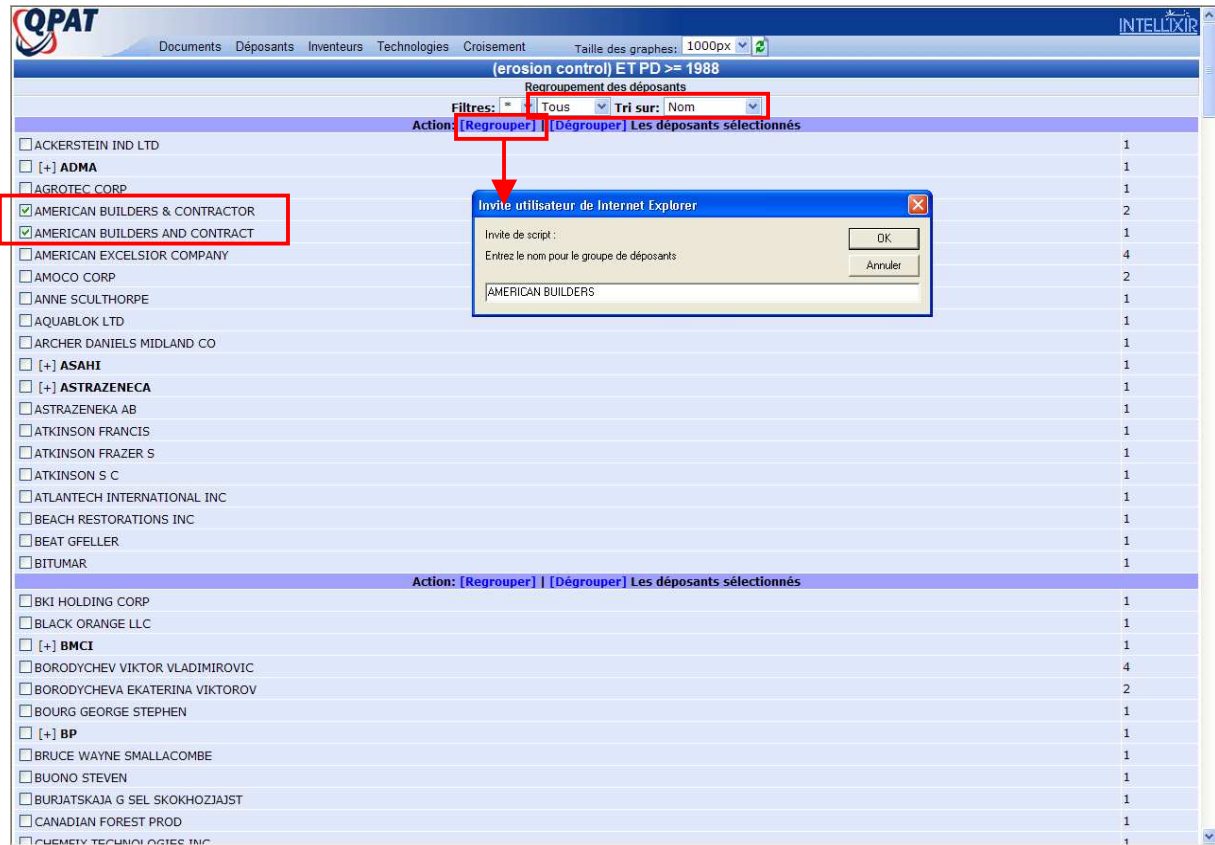 QPAT
INTELLIXIR
Documents Déposants Inventeurs Technologies Croisement Taille des graphes: 1000px
(erosion control) ET PD >= 1988
Regroupement des déposants
Filtres: * Tous Tri sur: Nom
Action: [Regrouper] | [Dégrouper] Les déposants sélectionnés
ACKERSTEIN IND LTD 1
[+] ADMA 1
AGROTEC CORP 1
AMERICAN BUILDERS & CONTRACTOR 2
AMERICAN BUILDERS AND CONTRACT 1
AMERICAN EXCELSIOR COMPANY 4
AMOCO CORP 2
ANNE SCULTHORPE 1
AQUABLOK LTD 1
ARCHER DANIELS MIDLAND CO 1
[+] ASAHI 1
[+] ASTRAZENECA 1
ASTRAZENEKA AB 1
ATKINSON FRANCIS 1
ATKINSON FRAZER S 1
ATKINSON S C 1
ATLANTECH INTERNATIONAL INC 1
BEACH RESTORATIONS INC 1
BEAT GFELLER 1
BITUMAR 1
Invite utilisateur de Internet Explorer
Invite de script :
OK
Entrez le nom pour le groupe de déposants
Annuler
AMERICAN BUILDERS
Action: [Regrouper] | [Dégrouper] Les déposants sélectionnés
BKI HOLDING CORP 1
BLACK ORANGE LLC 1
[+] BMCI 1
BORODYCHEV VIKTOR VLADIMIROVIC 4
BORODYCHEVA EKATERINA VIKTOROV 2
BOURG GEORGE STEPHEN 1
[+] BP 1
BRUCE WAYNE SMALLACOMBE 1
BUONO STEVEN 1
BURJATSKAJA G SEL SKOKHOZJAJST 1
CANADIAN FOREST PROD 1
CHEMFIX TECHNOLOGIES INC 1